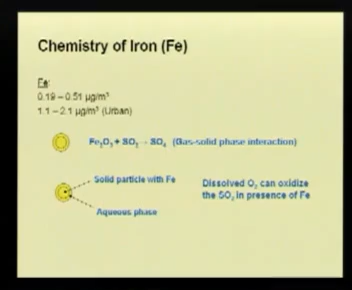 Chemistry of Iron (Fe)
Fe:
0.19 – 0.51 µg/m³
1.1 – 2.1 µg/m³ (Urban)
Fe₂O₃ + SO₂ → SO₄ (Gas-solid phase interaction)
Solid particle with Fe
Aqueous phase
Dissolved O₂ can oxidize
the SO₂ in presence of Fe